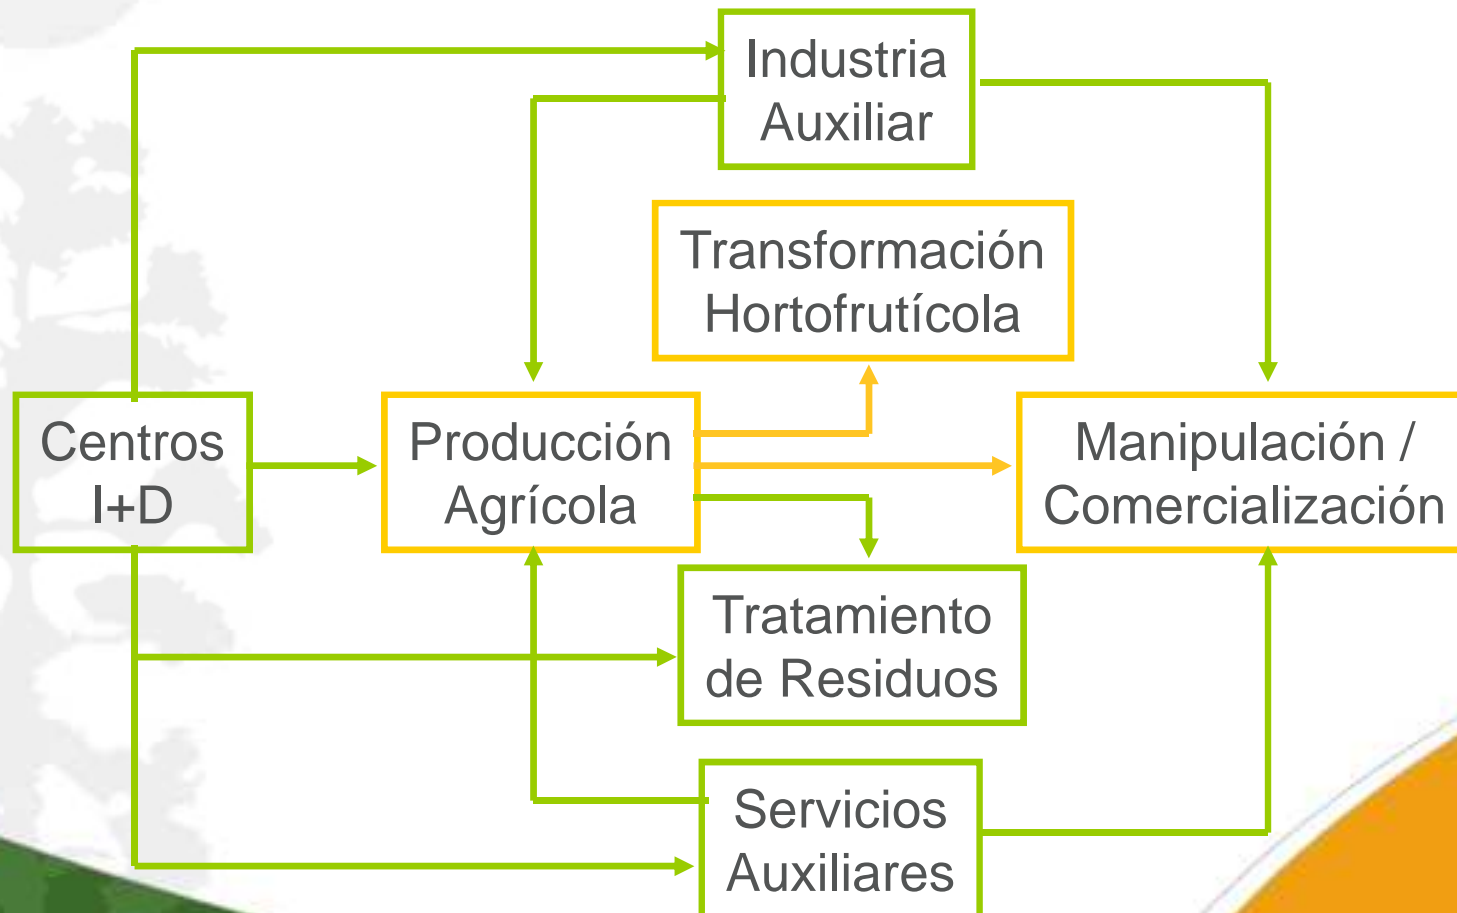 Industria
Auxiliar
Transformación
Hortofrutícola
Centros
I+D
Producción
Agrícola
Manipulación /
Comercialización
Tratamiento
de Residuos
Servicios
Auxiliares